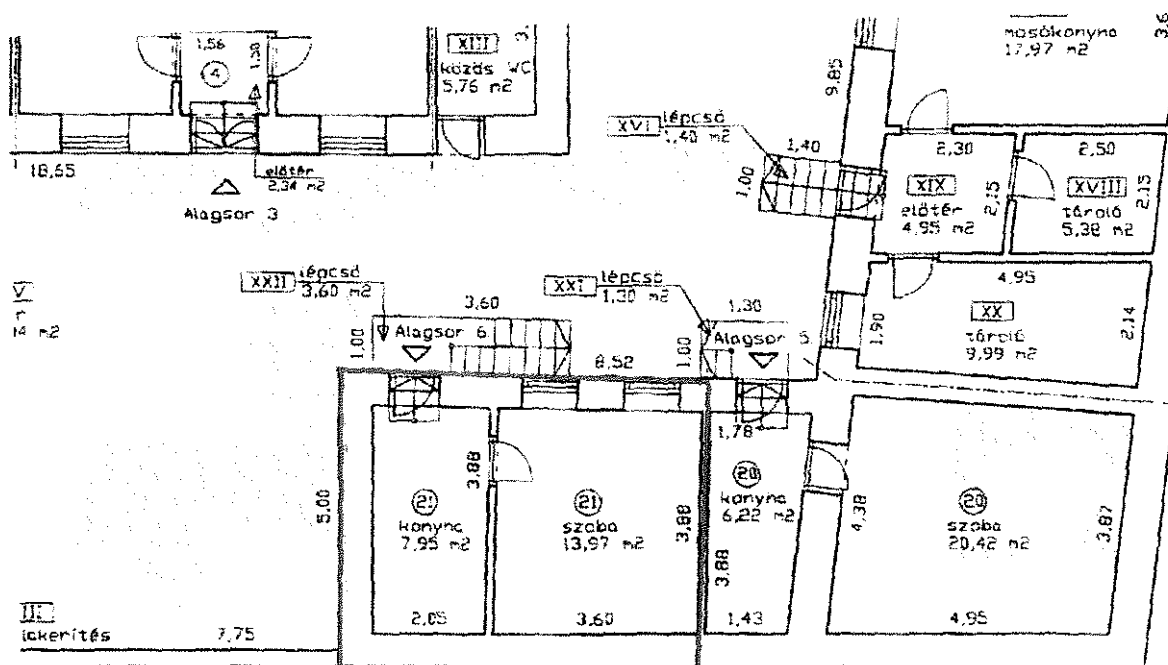 1,56
1,50
4
XIII
közös WC
5,76 m2
18,65
előtér
2,34 m2
Alagsor 3
mosókonyha
17,97 m2
9,85
XVI
lépcső
1,40 m2
1,40
1,00
2,30
XIX
előtér
4,95 m2
2,15
2,50
XVIII
tároló
5,38 m2
2,15
4,95
XX
tároló
9,99 m2
1,90
2,14
XXII
lépcső
3,60 m2
3,60
1,00
Alagsor 6.
8,52
XXI
lépcső
1,30 m2
1,30
1,00
Alagsor 5.
V
14 m2
5,00
21
konyha
7,95 m2
2,05
3,88
21
szoba
13,97 m2
3,88
3,60
1,78
20
konyha
6,22 m2
3,88
1,43
4,38
20
szoba
20,42 m2
3,87
4,95
III
lakerítés
7,75